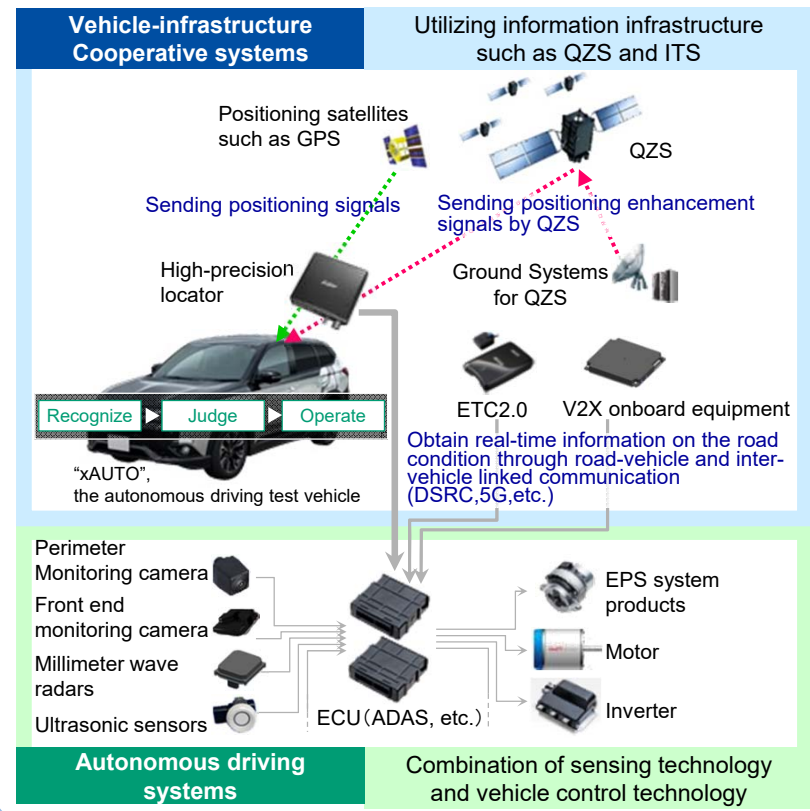 Vehicle-infrastructure
Cooperative systems
Utilizing information infrastructure
such as QZS and ITS
Positioning satellites
such as GPS
QZS
Sending positioning signals
Sending positioning enhancement
signals by QZS
High-precision
locator
Ground Systems
for QZS
Recognize
Judge
Operate
ETC2.0
V2X onboard equipment
"xAUTO",
the autonomous driving test vehicle
Obtain real-time information on the road
condition through road-vehicle and inter-
vehicle linked communication
(DSRC,5G,etc.)
Perimeter
Monitoring camera
Front end
monitoring camera
Millimeter wave
radars
Ultrasonic sensors
ECU（ADAS, etc.）
EPS system
products
Motor
Inverter
Autonomous driving
systems
Combination of sensing technology
and vehicle control technology